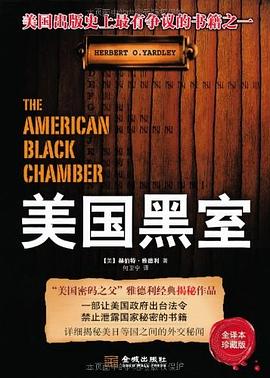 美国出版史上最有争议的书籍之一
HERBERT O.YARDLEY
THE
AMERICAN
BLACK
CHAMBER
美国黑室
【美】赫伯特·雅德利 著
何卫宁 译
“美国密码之父”雅德利经典揭秘作品
一部让美国政府出台法令
禁止泄露国家秘密的书籍
详细揭秘美日等国之间的外交秘闻
全译本
珍藏版
金城出版社
GOLD WALL PRESS